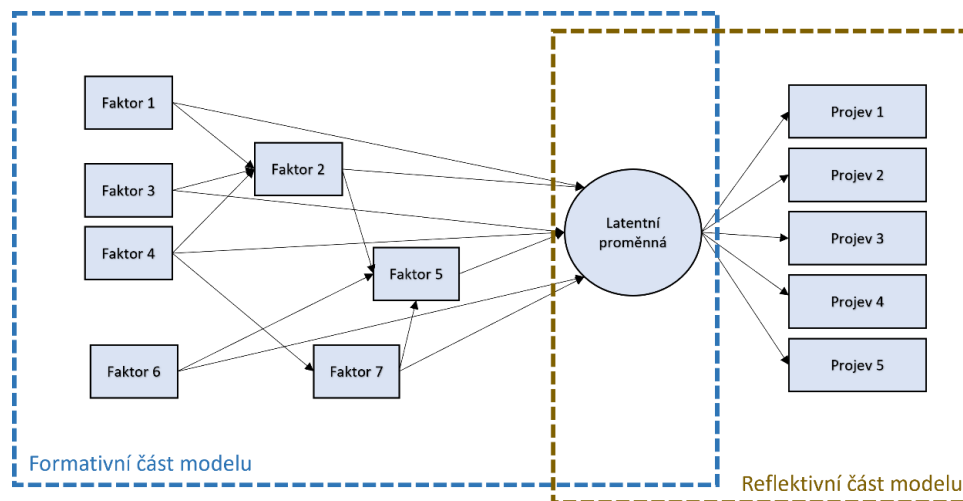 Faktor 1
Faktor 2
Faktor 3
Faktor 4
Faktor 5
Faktor 6
Faktor 7
Latentní
proměnná
Projev 1
Projev 2
Projev 3
Projev 4
Projev 5
Formativní část modelu
Reflektivní část modelu